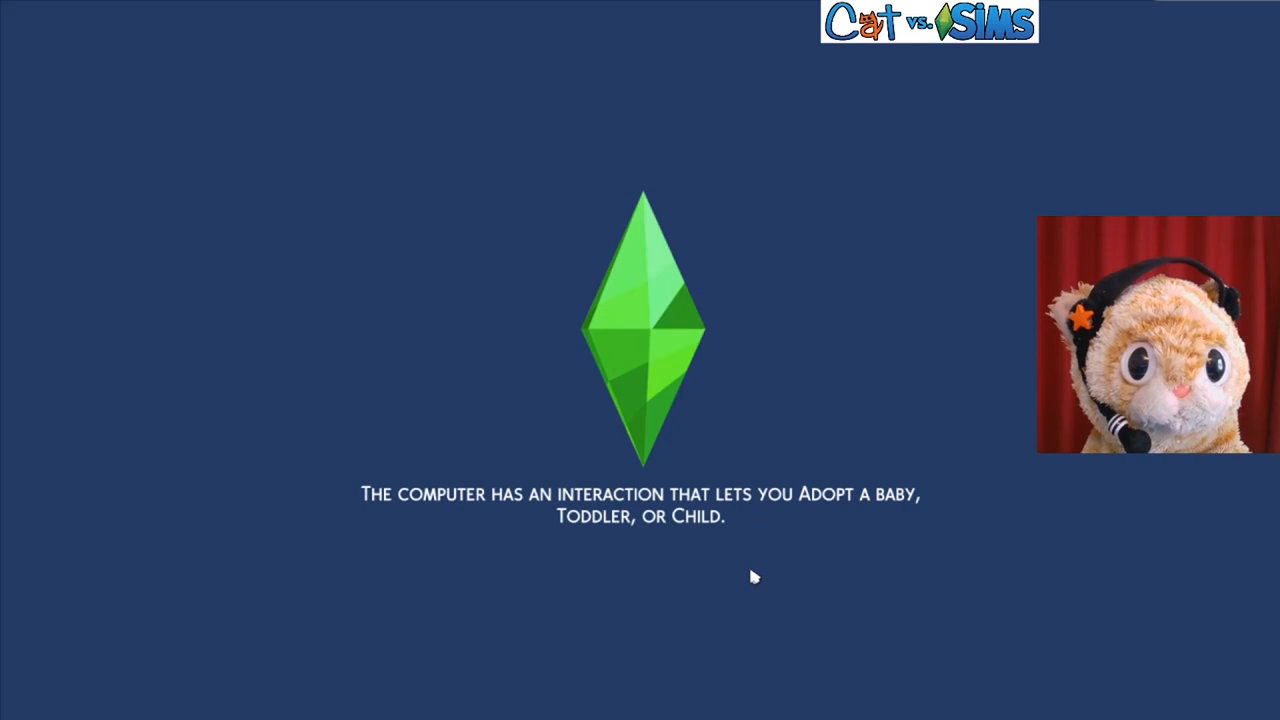 Cat vs. SiMS
THE COMPUTER HAS AN INTERACTION THAT LETS YOU ADOPT A BABY,
TODDLER, OR CHILD.